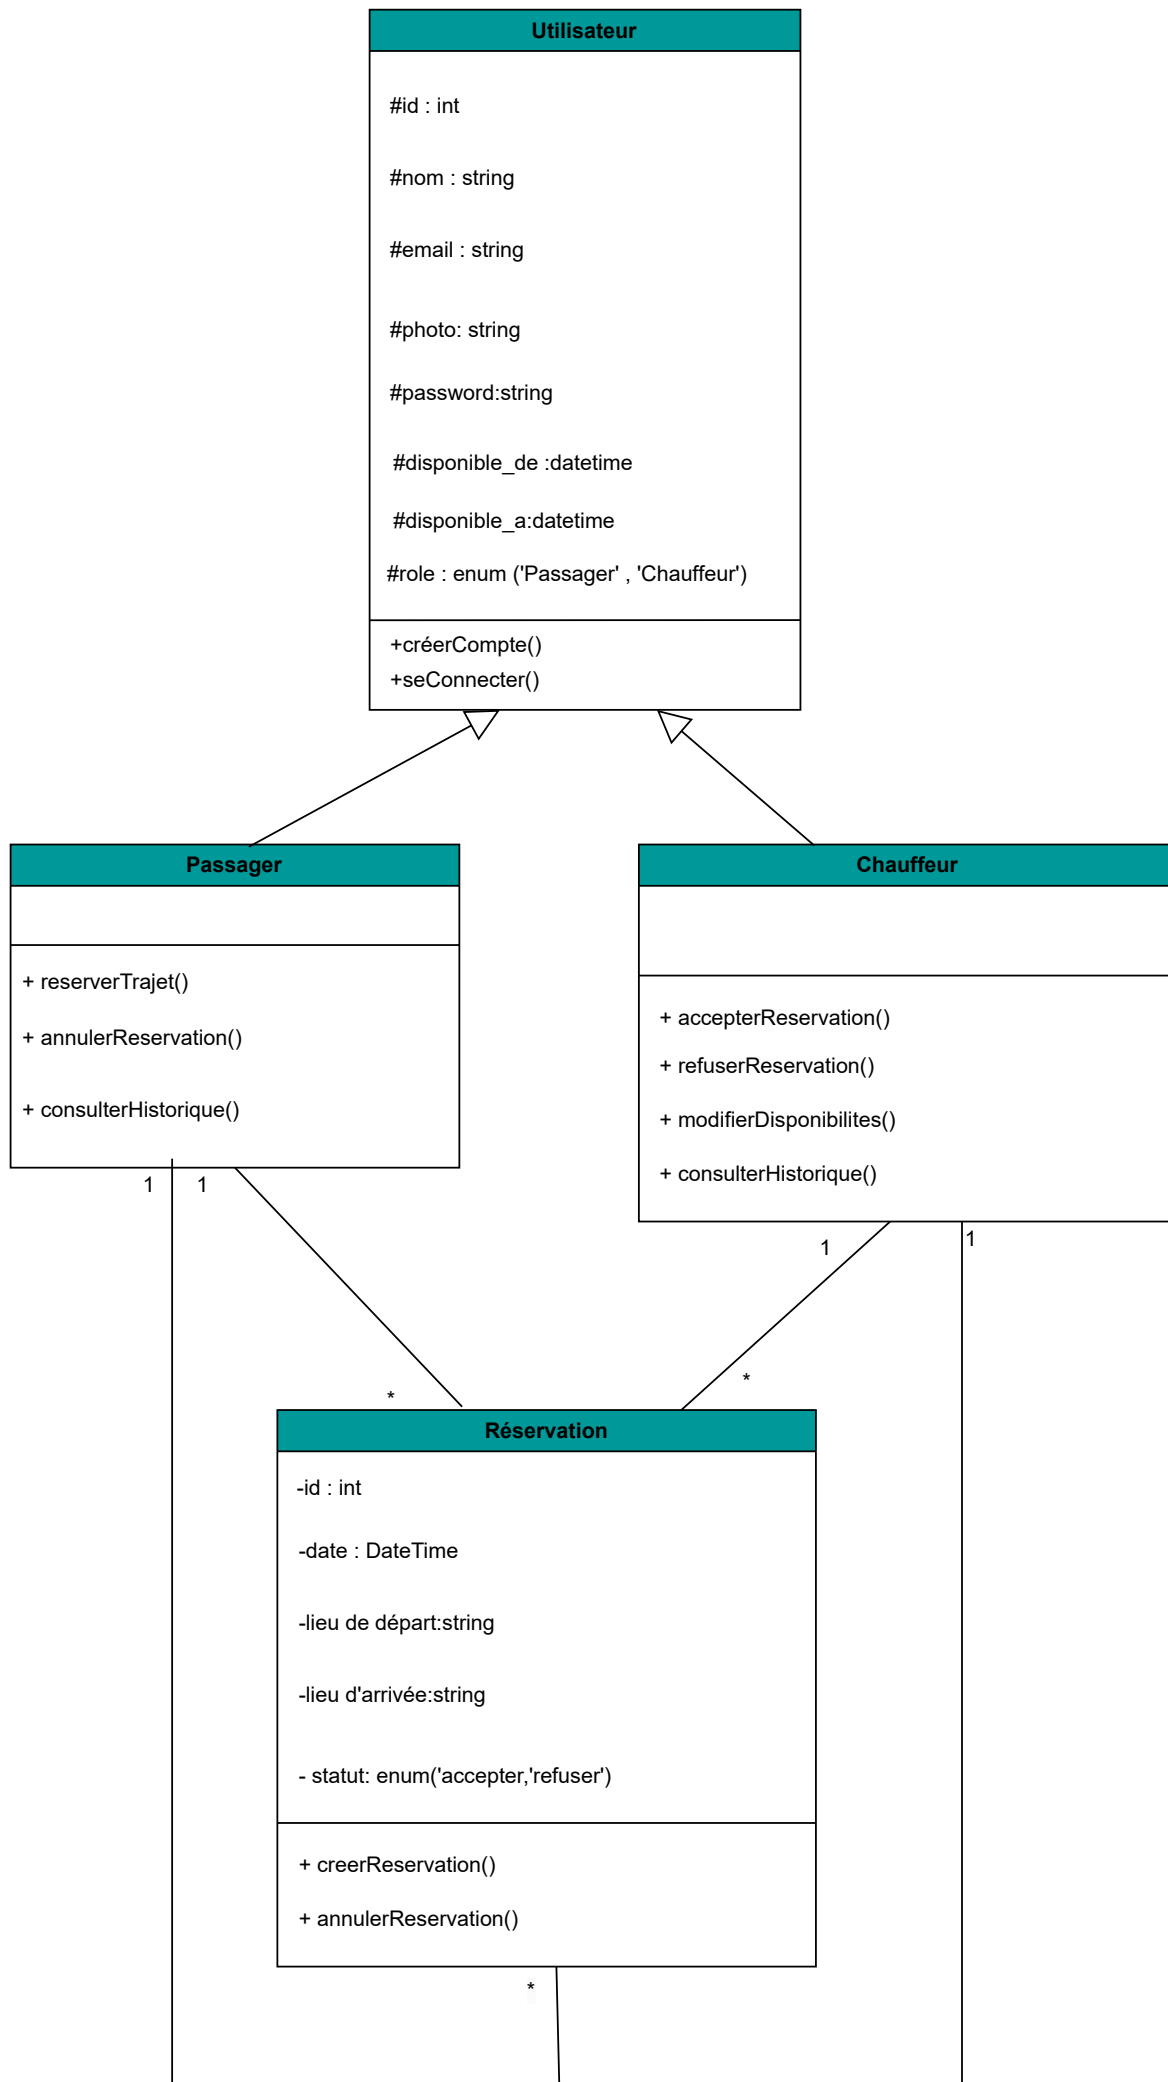 Utilisateur
#id : int
#nom : string
#email : string
#photo: string
#password:string
#disponible_de :datetime
#disponible_a:datetime
#role : enum ('Passager' , 'Chauffeur')
+créerCompte()
+seConnecter()
Passager
+ reserverTrajet()
+ annulerReservation()
+ consulterHistorique()
Chauffeur
+ accepterReservation()
+ refuserReservation()
+ modifierDisponibilites()
+ consulterHistorique()
1 1
1 1
* *
Réservation
-id : int
-date : DateTime
-lieu de départ:string
-lieu d'arrivée:string
- statut: enum('accepter,'refuser')
+ creerReservation()
+ annulerReservation()
*